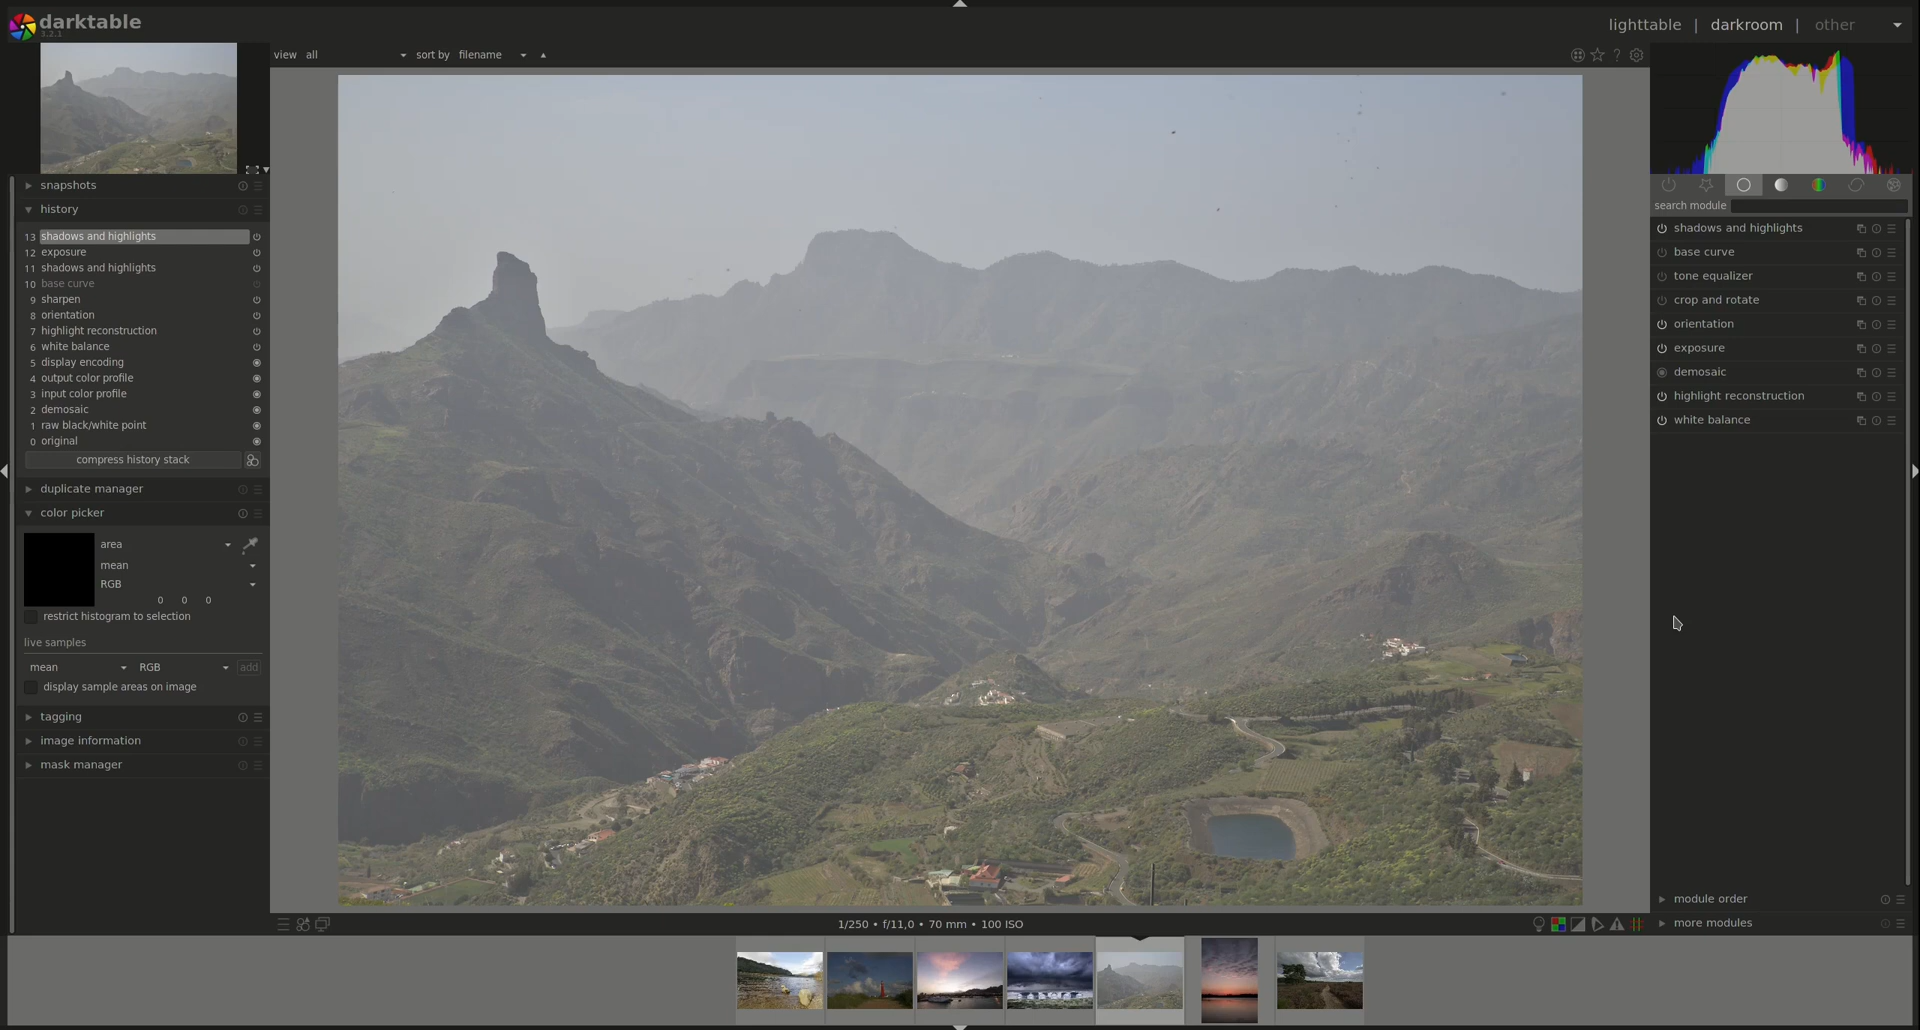 darktable
3.2.1
lighttable | darkroom | other
view all sort by filename
snapshots
history
13 shadows and highlights
12 exposure
11 shadows and highlights
10 base curve
9 sharpen
8 orientation
7 highlight reconstruction
6 white balance
5 display encoding
4 output color profile
3 input color profile
2 demosaic
1 raw black/white point
0 original
compress history stack
duplicate manager
color picker
area
mean
RGB
0 0 0
restrict histogram to selection
live samples
mean RGB add
display sample areas on image
tagging
image information
mask manager
1/250 • f/11,0 • 70 mm • 100 ISO
search module
shadows and highlights
base curve
tone equalizer
crop and rotate
orientation
exposure
demosaic
highlight reconstruction
white balance
module order
more modules